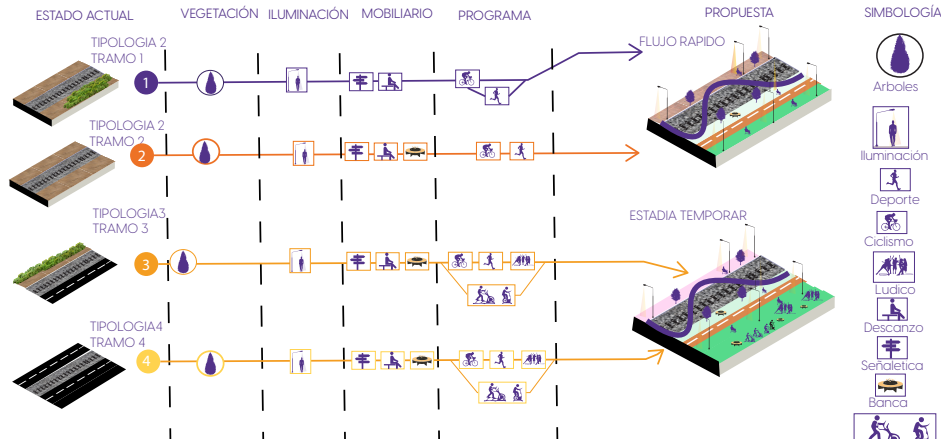 ESTADO ACTUAL
VEGETACIÓN
ILUMINACIÓN
MOBILIARIO
PROGRAMA
PROPUESTA
SIMBOLOGÍA
TIPOLOGIA 2
TRAMO 1
1
FLUJO RAPIDO
TIPOLOGIA 2
TRAMO 2
2
TIPOLOGIA3
TRAMO 3
3
ESTADIA TEMPORAR
TIPOLOGIA4
TRAMO 4
4
Arboles
Iluminación
Deporte
Ciclismo
Ludico
Descanzo
Señaletica
Banca